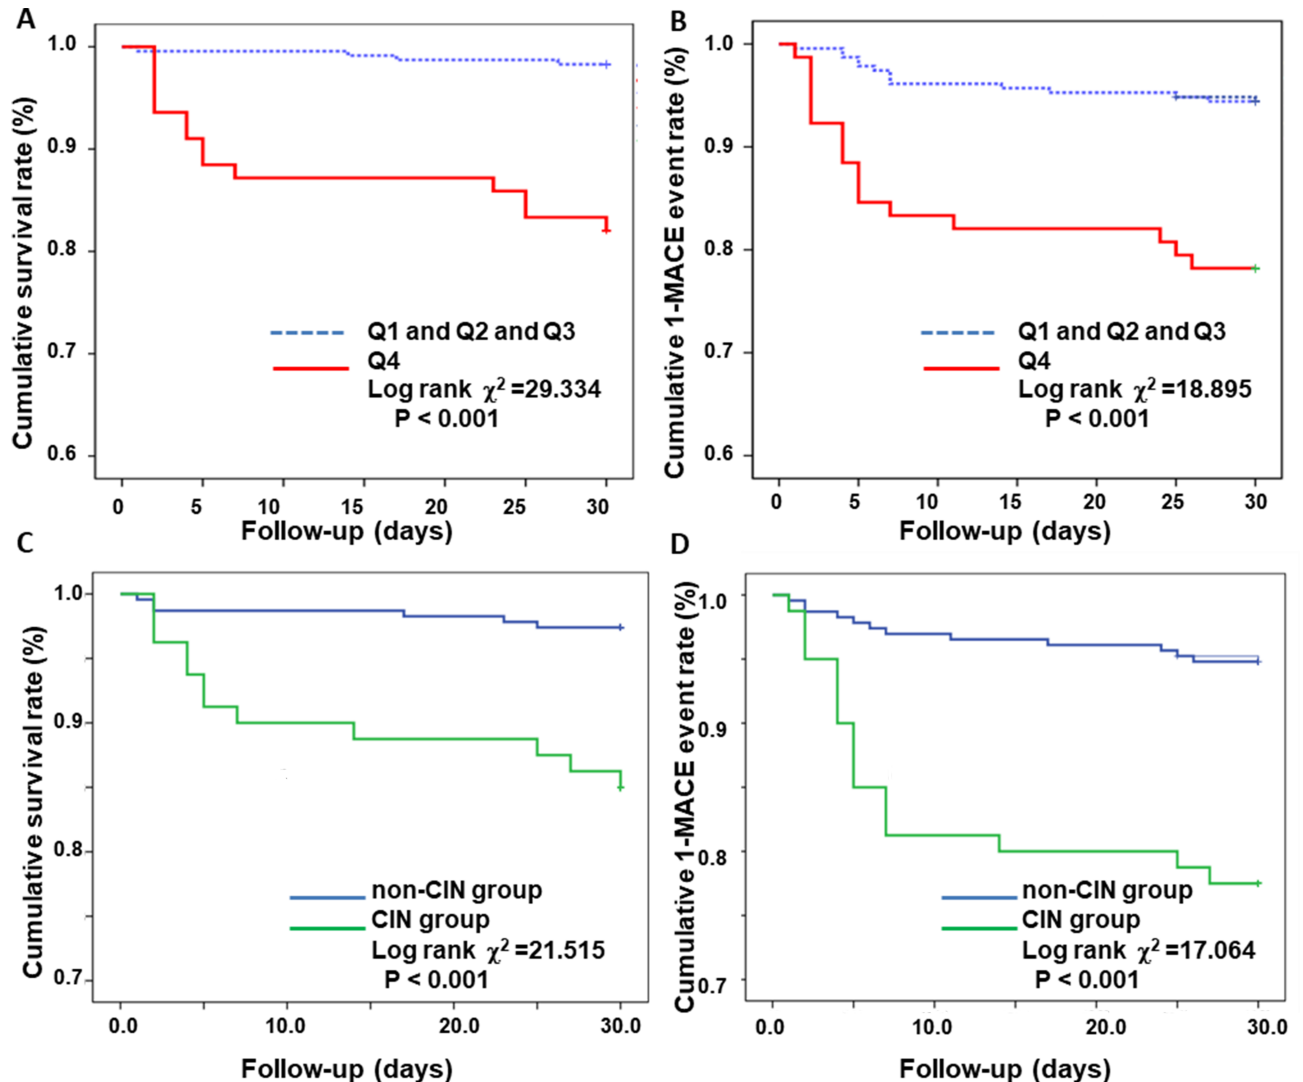 A
Cumulative survival rate (%)
1.0
0.9
0.8
0.7
0.6
Q1 and Q2 and Q3
Q4
Log rank χ² =29.334
P < 0.001
0 5 10 15 20 25 30
Follow-up (days)
B
Cumulative 1-MACE event rate (%)
1.0
0.9
0.8
0.7
0.6
Q1 and Q2 and Q3
Q4
Log rank χ² =18.895
P < 0.001
0 5 10 15 20 25 30
Follow-up (days)
C
Cumulative survival rate (%)
1.0
0.9
0.8
0.7
non-CIN group
CIN group
Log rank χ² =21.515
P < 0.001
0.0 10.0 20.0 30.0
Follow-up (days)
D
Cumulative 1-MACE event rate (%)
1.0
0.9
0.8
0.7
non-CIN group
CIN group
Log rank χ² =17.064
P < 0.001
0.0 10.0 20.0 30.0
Follow-up (days)